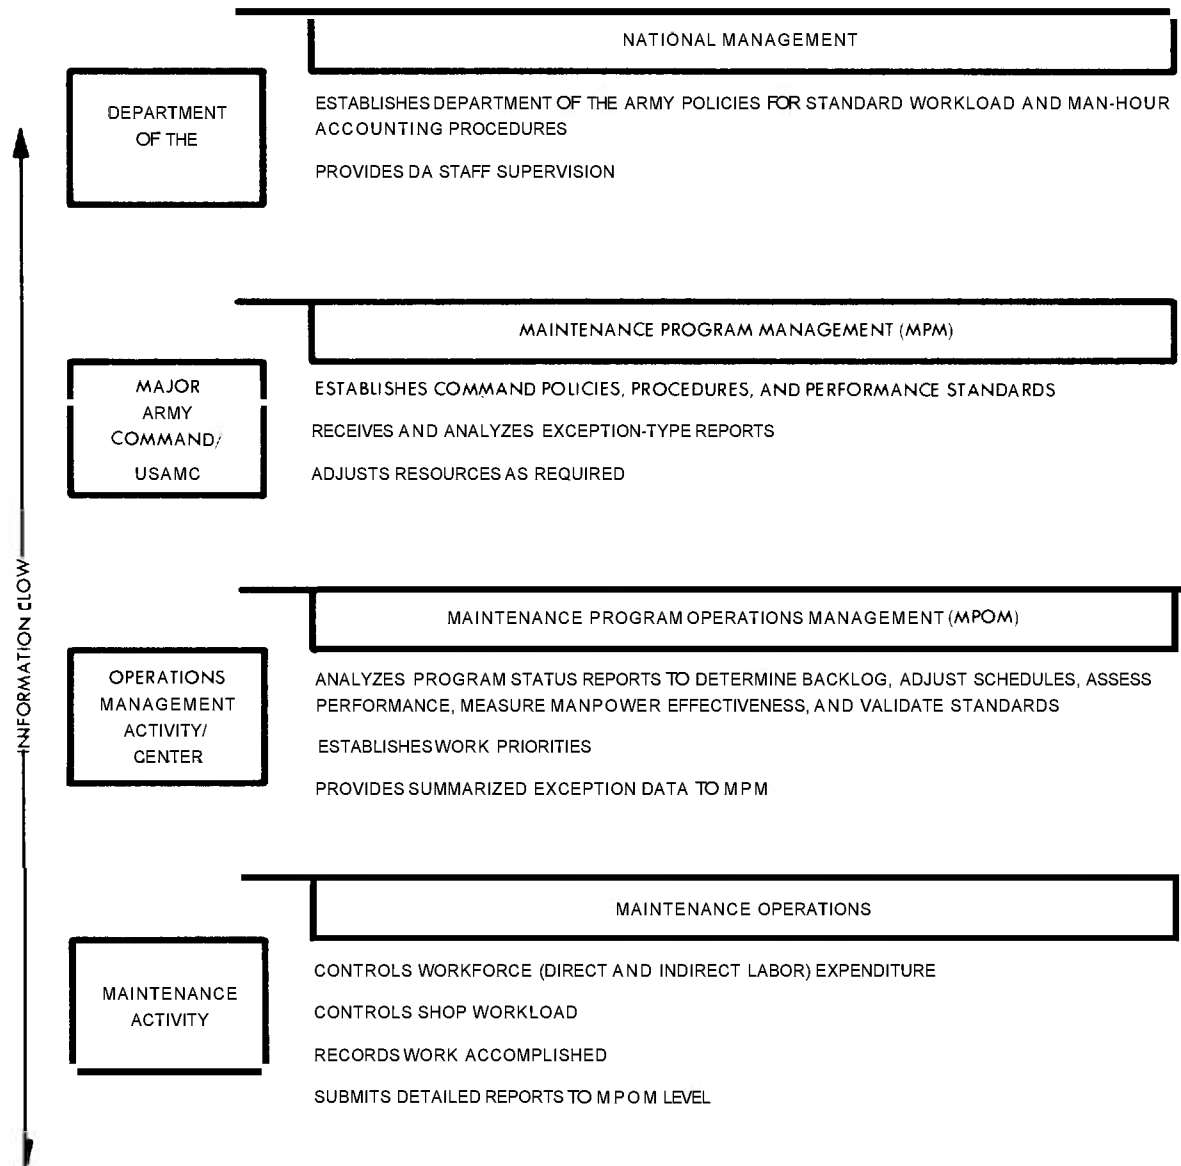 NATIONAL MANAGEMENT
DEPARTMENT
OF THE
ESTABLISHES DEPARTMENT OF THE ARMY POLICIES FOR STANDARD WORKLOAD AND MAN-HOUR
ACCOUNTING PROCEDURES
PROVIDES DA STAFF SUPERVISION
MAINTENANCE PROGRAM MANAGEMENT (MPM)
MAJOR
ARMY
COMMAND/
USAMC
ESTABLISHES COMMAND POLICIES, PROCEDURES, AND PERFORMANCE STANDARDS
RECEIVES AND ANALYZES EXCEPTION-TYPE REPORTS
ADJUSTS RESOURCES AS REQUIRED
INFORMATION CLOW
MAINTENANCE PROGRAM OPERATIONS MANAGEMENT (MPOM)
OPERATIONS
MANAGEMENT
ACTIVITY/
CENTER
ANALYZES PROGRAM STATUS REPORTS TO DETERMINE BACKLOG, ADJUST SCHEDULES, ASSESS
PERFORMANCE, MEASURE MANPOWER EFFECTIVENESS, AND VALIDATE STANDARDS
ESTABLISHES WORK PRIORITIES
PROVIDES SUMMARIZED EXCEPTION DATA TO MPM
MAINTENANCE OPERATIONS
MAINTENANCE
ACTIVITY
CONTROLS WORKFORCE (DIRECT AND INDIRECT LABOR) EXPENDITURE
CONTROLS SHOP WORKLOAD
RECORDS WORK ACCOMPLISHED
SUBMITS DETAILED REPORTS TO MPOM LEVEL